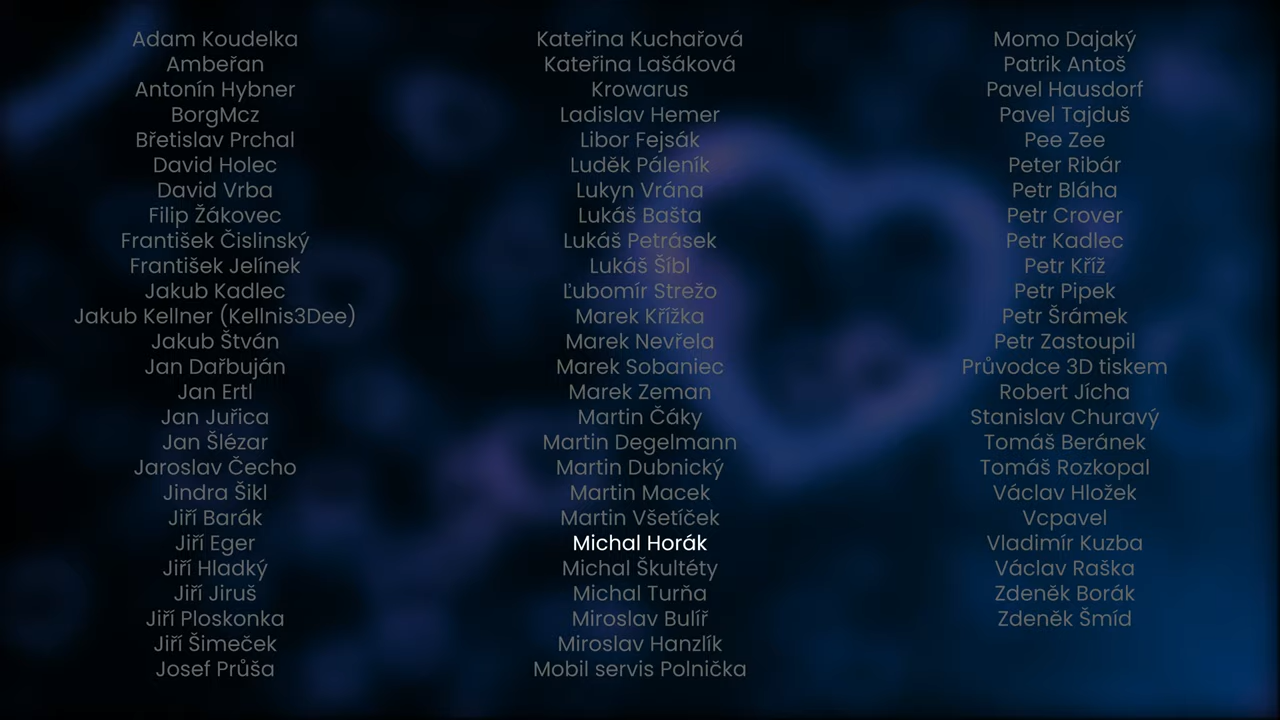 Adam Koudelka
Ambeřan
Antonín Hybner
BorgMcz
Břetislav Prchal
David Holec
David Vrba
Filip Žákovec
František Čislinský
František Jelínek
Jakub Kadlec
Jakub Kellner (Kellnis3Dee)
Jakub Štván
Jan Dařbuján
Jan Ertl
Jan Juřica
Jan Šlézar
Jaroslav Čecho
Jindra Šikl
Jiří Barák
Jiří Eger
Jiří Hladký
Jiří Jiruš
Jiří Ploskonka
Jiří Šimeček
Josef Průša
Kateřina Kuchařová
Kateřina Lašáková
Krowarus
Ladislav Hemer
Libor Fejsák
Luděk Páleník
Lukyn Vrána
Lukáš Bašta
Lukáš Petrásek
Lukáš Šíbl
Ľubomír Strežo
Marek Křížka
Marek Nevřela
Marek Sobaniec
Marek Zeman
Martin Čáky
Martin Degelmann
Martin Dubnický
Martin Macek
Martin Všetíček
Michal Horák
Michal Škultéty
Michal Turňa
Miroslav Bulíř
Miroslav Hanzlík
Mobil servis Polnička
Momo Dajaký
Patrik Antoš
Pavel Hausdorf
Pavel Tajduš
Pee Zee
Peter Ribár
Petr Bláha
Petr Crover
Petr Kadlec
Petr Kříž
Petr Pipek
Petr Šrámek
Petr Zastoupil
Průvodce 3D tiskem
Robert Jícha
Stanislav Churavý
Tomáš Beránek
Tomáš Rozkopal
Václav Hložek
Vcpavel
Vladimír Kuzba
Václav Raška
Zdeněk Borák
Zdeněk Šmíd